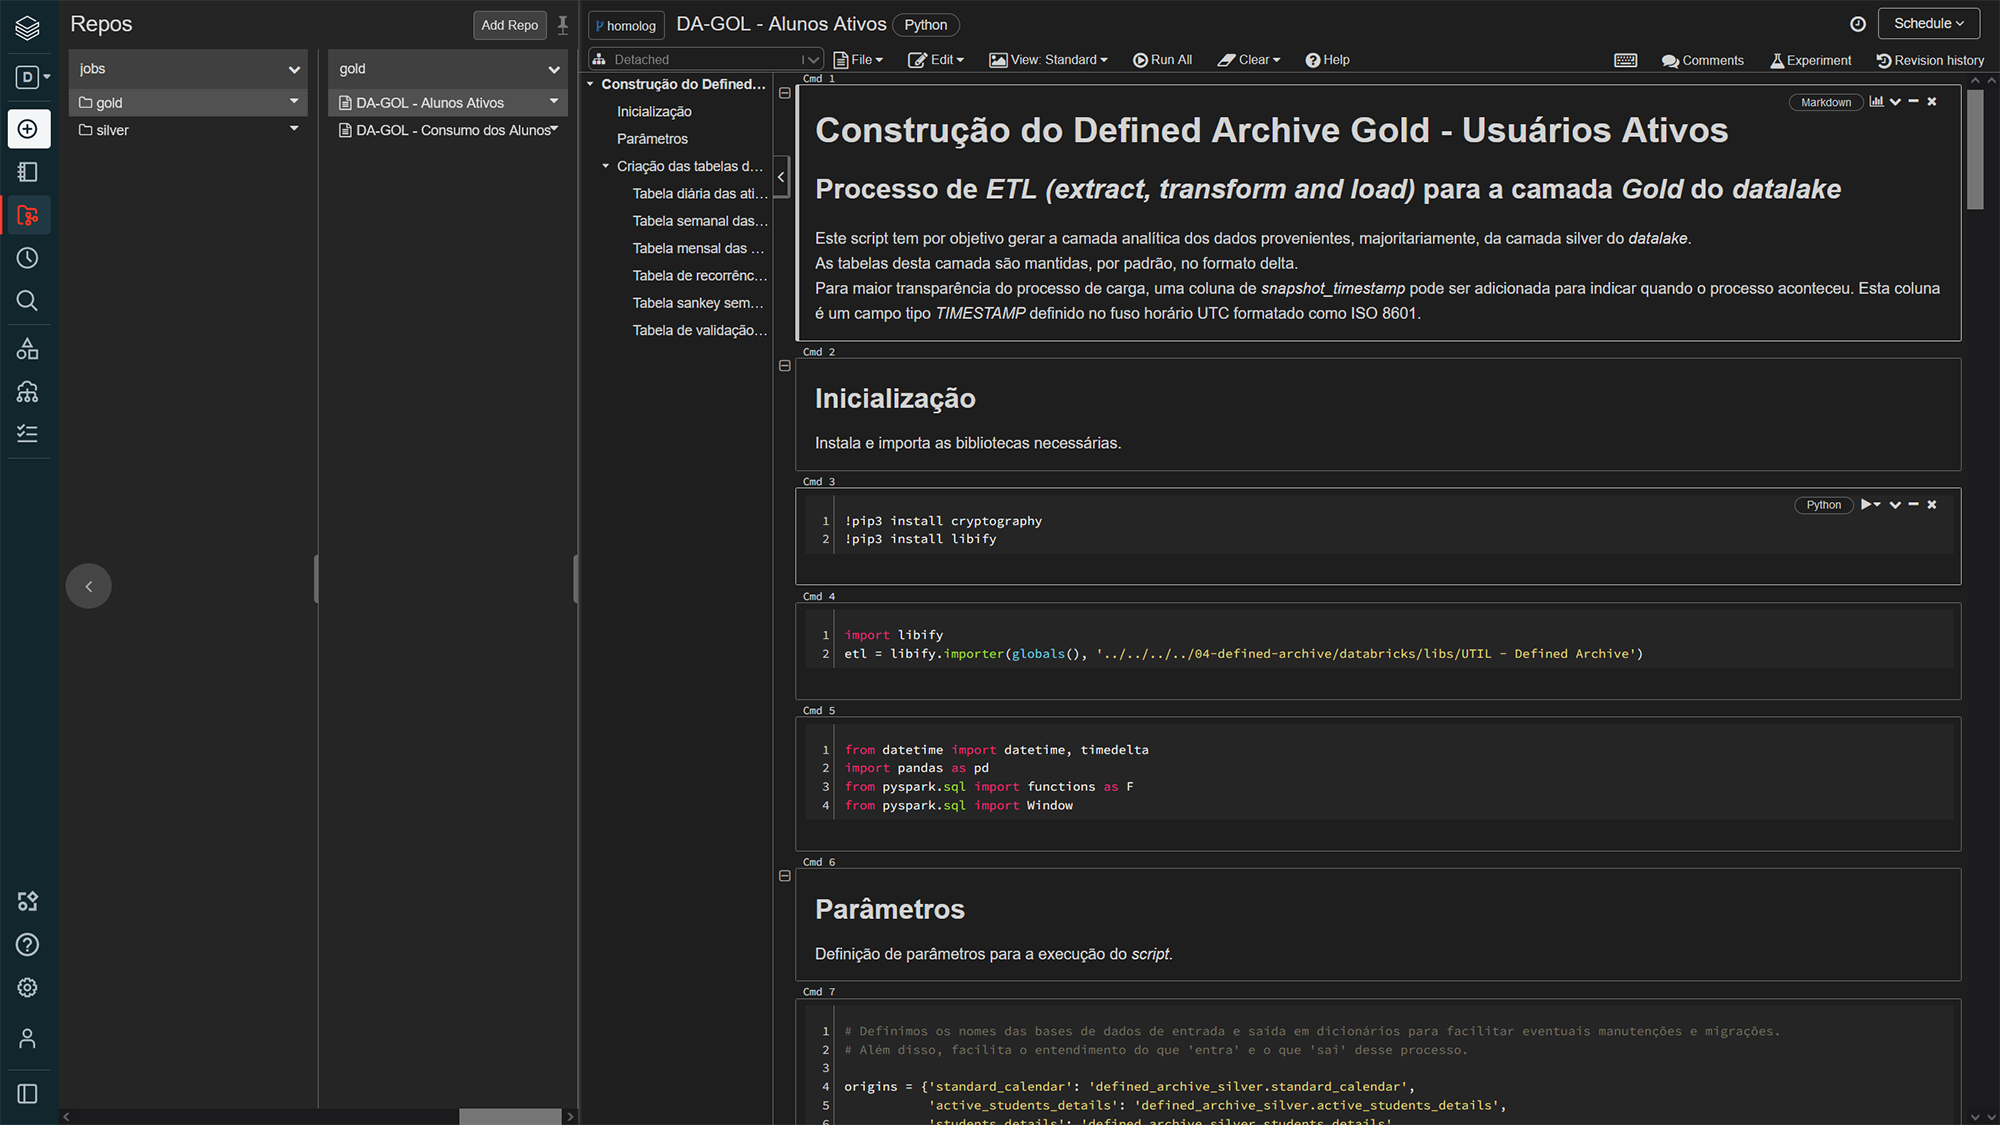 Repos
Add Repo
jobs
gold
silver
gold
DA-GOL - Alunos Ativos
DA-GOL - Consumo dos Alunos
D
homolog
DA-GOL - Alunos Ativos
Python
Schedule
Detached
File
Edit
View: Standard
Run All
Clear
Help
Comments
Experiment
Revision history
Construção do Defined...
Inicialização
Parâmetros
Criação das tabelas d...
Tabela diária das ati...
Tabela semanal das...
Tabela mensal das ...
Tabela de recorrênc...
Tabela sankey sem...
Tabela de validação...
Cmd 1
Markdown
Construção do Defined Archive Gold - Usuários Ativos
Processo de ETL (extract, transform and load) para a camada Gold do datalake
Este script tem por objetivo gerar a camada analítica dos dados provenientes, majoritariamente, da camada silver do datalake.
As tabelas desta camada são mantidas, por padrão, no formato delta.
Para maior transparência do processo de carga, uma coluna de snapshot_timestamp pode ser adicionada para indicar quando o processo aconteceu. Esta coluna
é um campo tipo TIMESTAMP definido no fuso horário UTC formatado como ISO 8601.
Cmd 2
Inicialização
Instala e importa as bibliotecas necessárias.
Cmd 3
Python
1 !pip3 install cryptography
2 !pip3 install libify
Cmd 4
1 import libify
2 etl = libify.importer(globals(), '../../../../04-defined-archive/databricks/libs/UTIL - Defined Archive')
Cmd 5
1 from datetime import datetime, timedelta
2 import pandas as pd
3 from pyspark.sql import functions as F
4 from pyspark.sql import Window
Cmd 6
Parâmetros
Definição de parâmetros para a execução do script.
Cmd 7
1 # Definimos os nomes das bases de dados de entrada e saída em dicionários para facilitar eventuais manutenções e migrações.
2 # Além disso, facilita o entendimento do que 'entra' e o que 'sai' desse processo.
3
4 origins = {'standard_calendar': 'defined_archive_silver.standard_calendar',
5 'active_students_details': 'defined_archive_silver.active_students_details',
6 'students_details': 'defined_archive_silver.students_details'